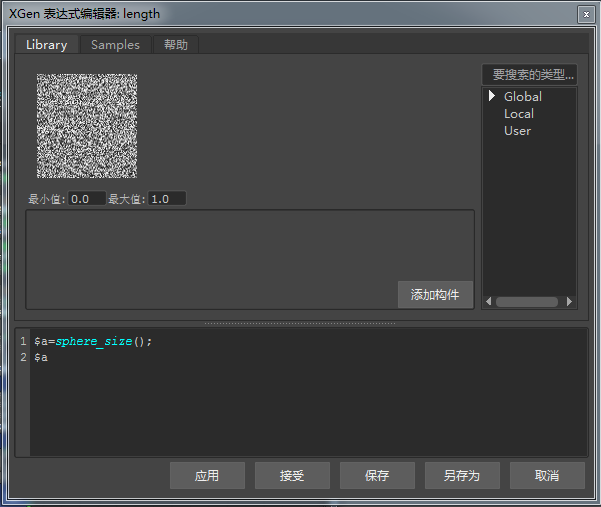 XGen 表达式编辑器: length
x
Library Samples 帮助
要搜索的类型...
Global
Local
User
最小值: 0.0 最大值: 1.0
添加构件
1 $a=sphere_size();
2 $a
应用 接受 保存 另存为 取消